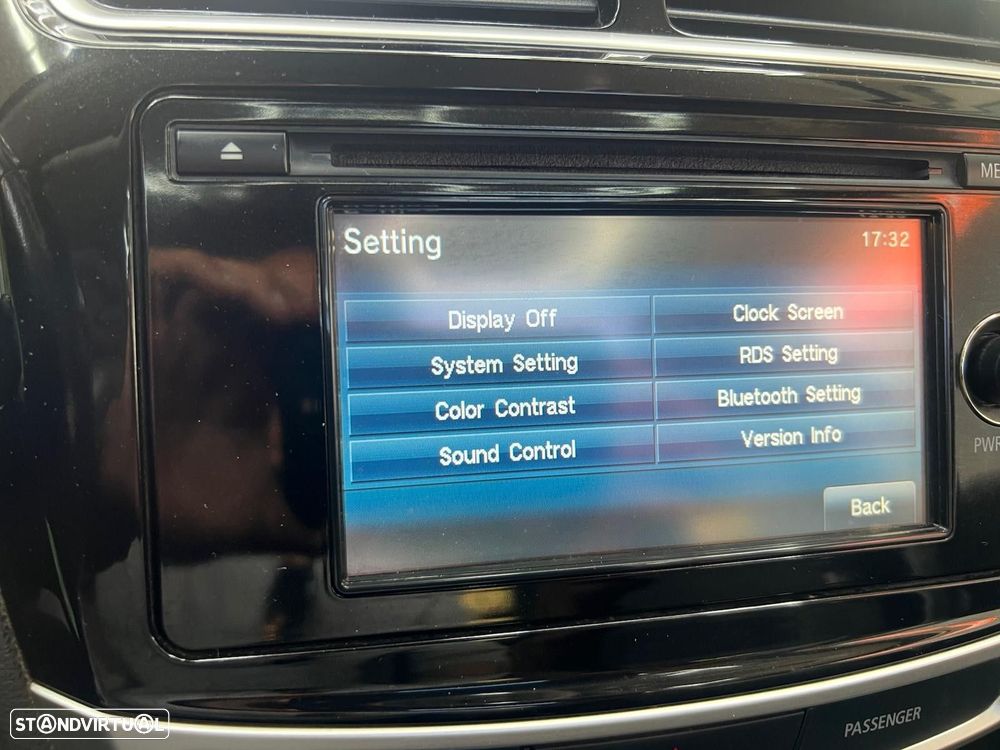 Setting
17:32
Display Off
Clock Screen
System Setting
RDS Setting
Color Contrast
Bluetooth Setting
Sound Control
Version Info
Back
PASSENGER
STANDVIRTUAL